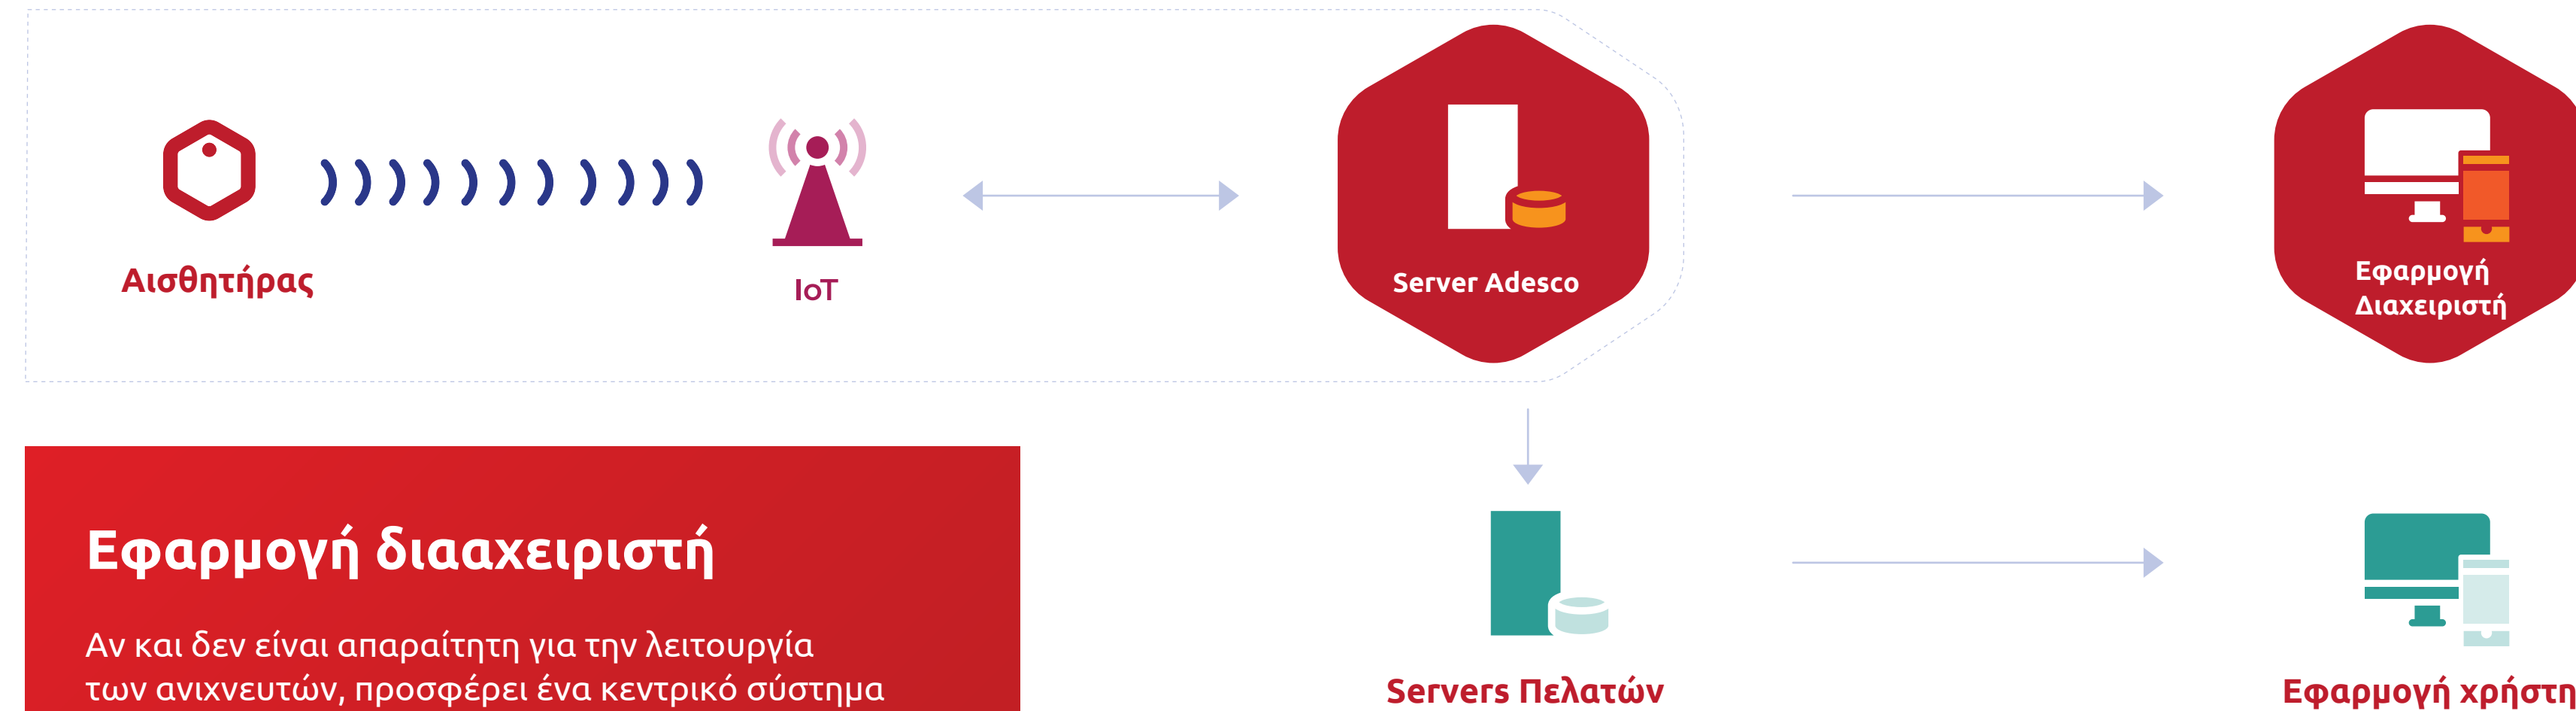 Αισθητήρας
IoT
Server Adesco
Εφαρμογή
Διαχειριστή
Εφαρμογή διααχειριστή
Αν και δεν είναι απαραίτητη για την λειτουργία
των ανιχνευτών, προσφέρει ένα κεντρικό σύστημα
Servers Πελατών
Εφαρμογή χρήστη